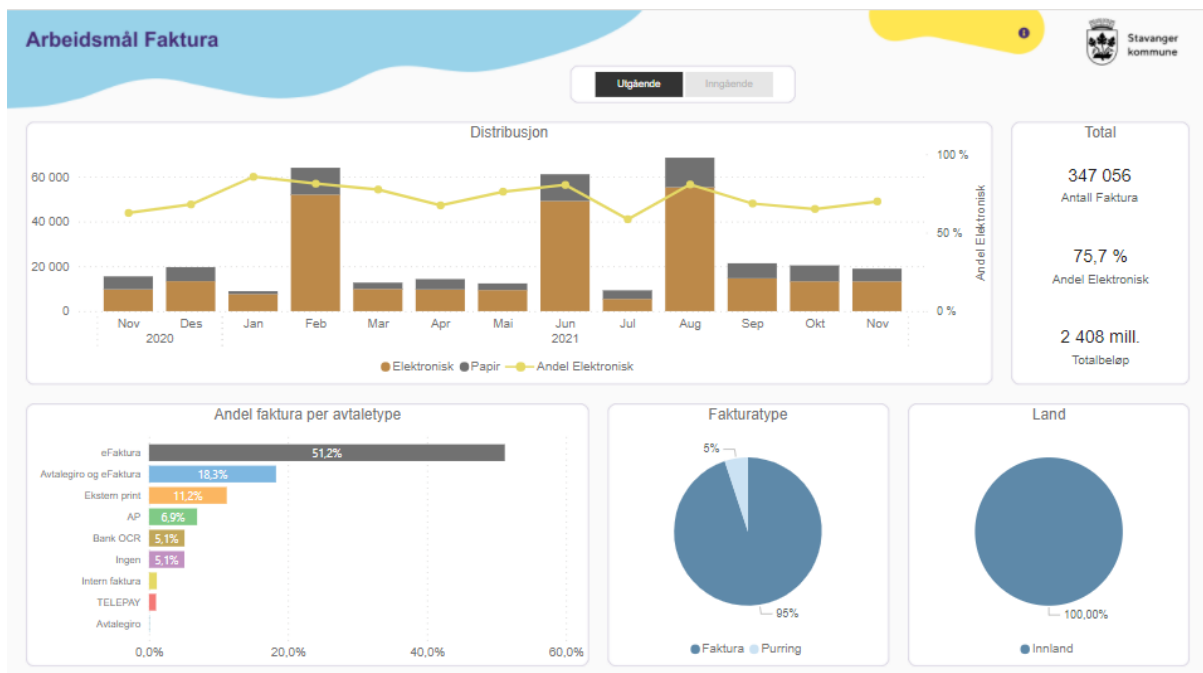 Arbeidsmål Faktura
Stavanger
kommune
Utgående
Inngående
Distribusjon
60 000
40 000
20 000
0
100 %
50 %
0 %
Andel Elektronisk
Nov Des Jan Feb Mar Apr Mai Jun Jul Aug Sep Okt Nov
2020 2021
Elektronisk Papir Andel Elektronisk
Total
347 056
Antall Faktura
75,7 %
Andel Elektronisk
2 408 mill.
Totalbeløp
Andel faktura per avtaletype
eFaktura 51,2%
Avtalegiro og eFaktura 18,3%
Ekstern print 11,2%
AP 6,9%
Bank OCR 5,1%
Ingen 5,1%
Intern faktura
TELEPAY
Avtalegiro
0,0% 20,0% 40,0% 60,0%
Fakturatype
5%
95%
Faktura Purring
Land
100,00%
Innland